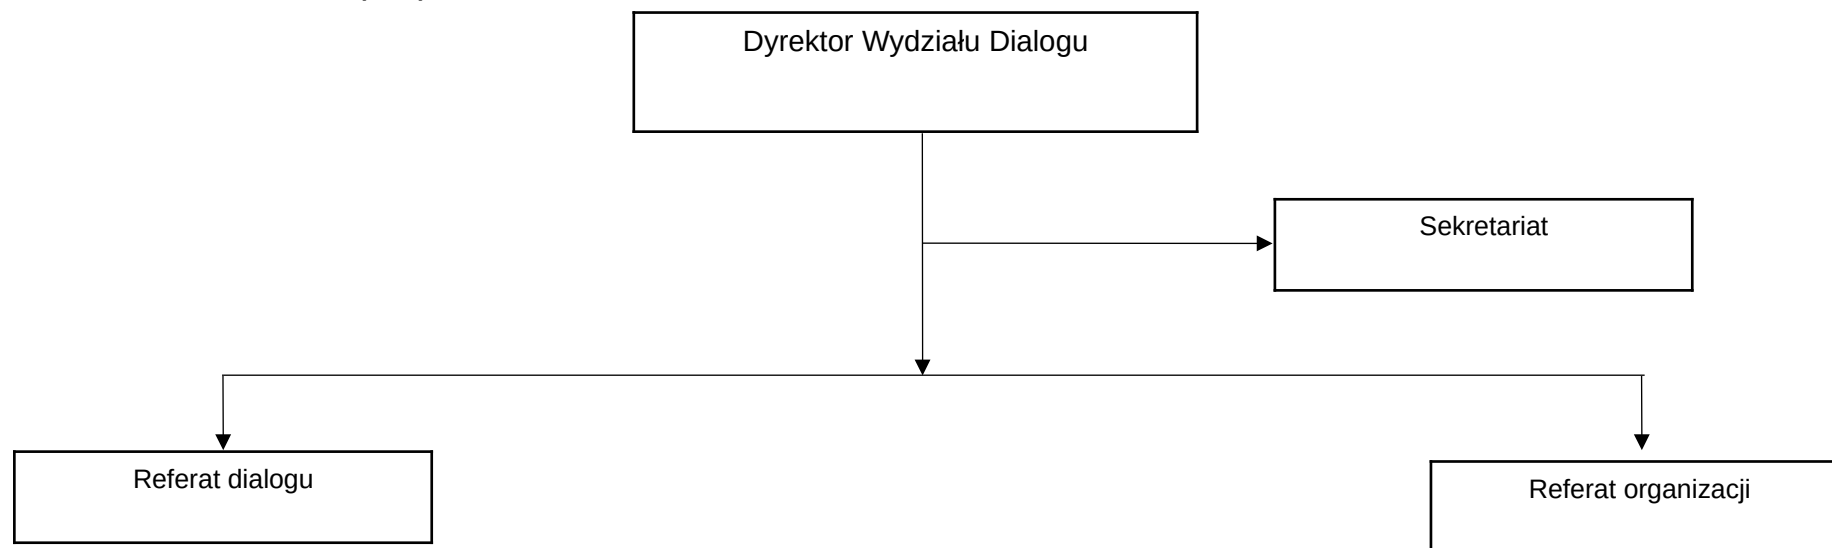 Dyrektor Wydziału Dialogu
Sekretariat
Referat dialogu
Referat organizacji